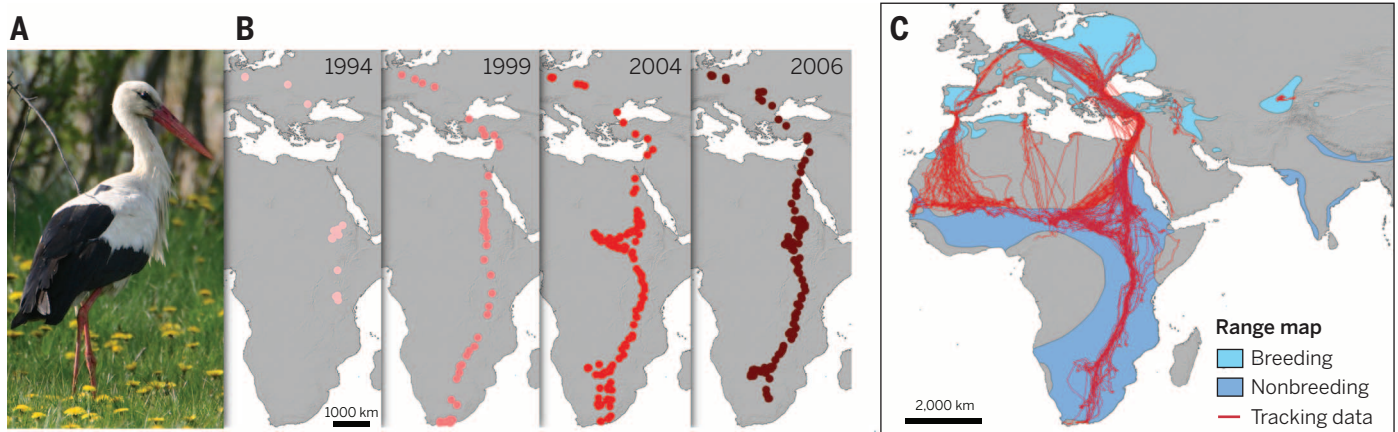 A
B
1994
1999
2004
2006
1000 km
C
Range map
Breeding
Nonbreeding
Tracking data
2,000 km